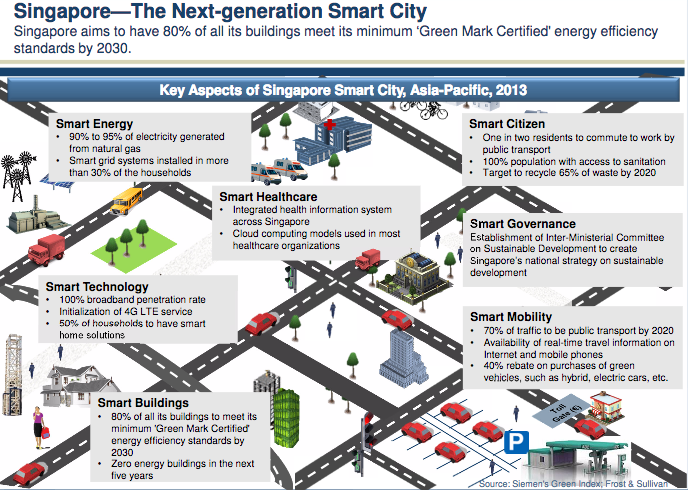 Singapore—The Next-generation Smart City
Singapore aims to have 80% of all its buildings meet its minimum 'Green Mark Certified' energy efficiency
standards by 2030.
Key Aspects of Singapore Smart City, Asia-Pacific, 2013
Smart Energy
• 90% to 95% of electricity generated
from natural gas
• Smart grid systems installed in more
than 30% of the households
Smart Citizen
• One in two residents to commute to work by
public transport
• 100% population with access to sanitation
• Target to recycle 65% of waste by 2020
Smart Healthcare
• Integrated health information system
across Singapore
• Cloud computing models used in most
healthcare organizations
Smart Governance
Establishment of Inter-Ministerial Committee
on Sustainable Development to create
Singapore's national strategy on sustainable
development
Smart Technology
• 100% broadband penetration rate
• Initialization of 4G LTE service
• 50% of households to have smart
home solutions
Smart Mobility
• 70% of traffic to be public transport by 2020
• Availability of real-time travel information on
Internet and mobile phones
• 40% rebate on purchases of green
vehicles, such as hybrid, electric cars, etc.
Smart Buildings
• 80% of all its buildings to meet its
minimum 'Green Mark Certified'
energy efficiency standards by
2030
• Zero energy buildings in the next
five years
Toll
Gate (€)
P
Source: Siemen's Green Index; Frost & Sullivan